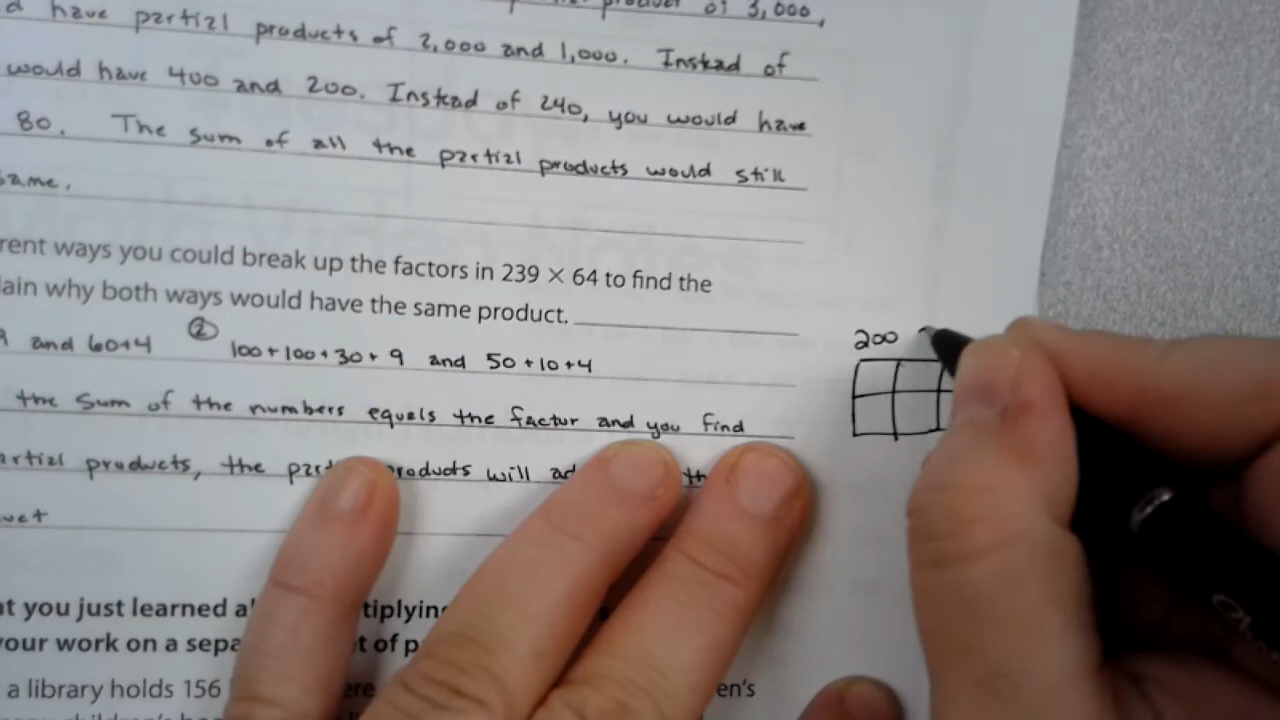 have partial products of 2,000 and 1,000. Instead of
would have 400 and 200. Instead of 240, you would have
80. The sum of all the partial products would still
same.
rent ways you could break up the factors in 239 × 64 to find the
lain why both ways would have the same product.
9 and 60+4 ② 100+100+30+9 and 50+10+4
200
the sum of the numbers equals the factor and you find
artial products, the products will
t you just learned
your work on a
a library holds 156